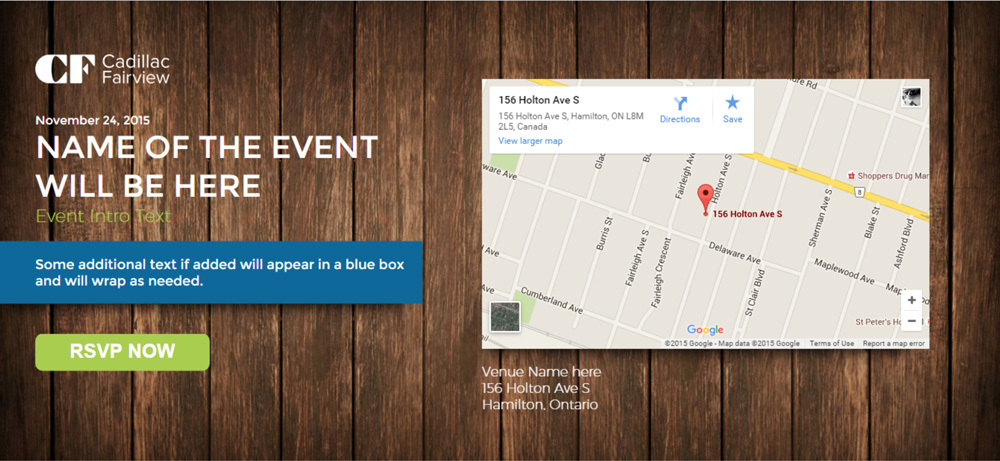 CF Cadillac
Fairview
November 24, 2015
NAME OF THE EVENT
WILL BE HERE
Event Intro Text
Some additional text if added will appear in a blue box
and will wrap as needed.
RSVP NOW
156 Holton Ave S
156 Holton Ave S, Hamilton, ON L8M
2L5, Canada
View larger map
Directions
Save
ure Rd
Shoppers Drug Mar
8
Fairleigh Av
Holton Ave S
156 Holton Ave S
aware Ave
Burris St
Fairleigh Ave S
Fairleigh Crescent
Delaware Ave
St Clair Blvd
Sherman Ave S
Blake St
Ashford Blvd
Maplewood Ave
Cumberland Ave
St Peter's Ho
+
−
Google
©2015 Google - Map data ©2015 Google
Terms of Use
Report a map error
Venue Name here
156 Holton Ave S
Hamilton, Ontario